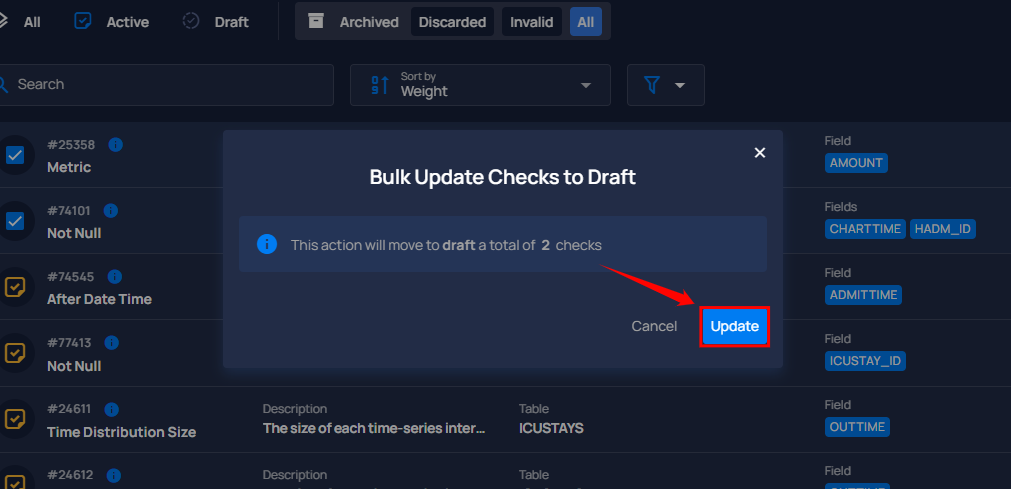 All Active Draft Archived Discarded Invalid All
Search
Sort by
Weight
#25358
Metric
Field
AMOUNT
Bulk Update Checks to Draft
#74101
Not Null
Fields
CHARTTIME HADM_ID
This action will move to draft a total of 2 checks
#74545
After Date Time
Field
ADMITTIME
Cancel Update
#77413
Not Null
Field
ICUSTAY_ID
#24611
Time Distribution Size
Description
The size of each time-series inter...
Table
ICUSTAYS
Field
OUTTIME
#24612
Description
Table
Field